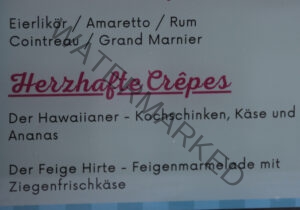 Eierlikör / Amaretto / Rum
Cointreau / Grand Marnier
Herzhafte Crêpes
Der Hawaiianer - Kochschinken, Käse und
Ananas
Der Feige Hirte - Feigenmarmelade mit
Ziegenfrischkäse
WATERMARKED